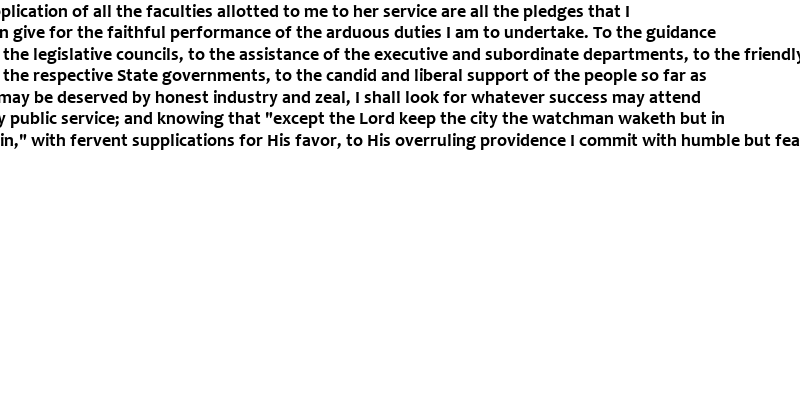 plication of all the faculties allotted to me to her service are all the pledges that I
n give for the faithful performance of the arduous duties I am to undertake. To the guidance
the legislative councils, to the assistance of the executive and subordinate departments, to the friendly
the respective State governments, to the candid and liberal support of the people so far as
may be deserved by honest industry and zeal, I shall look for whatever success may attend
y public service; and knowing that "except the Lord keep the city the watchman waketh but in
in," with fervent supplications for His favor, to His overruling providence I commit with humble but fea